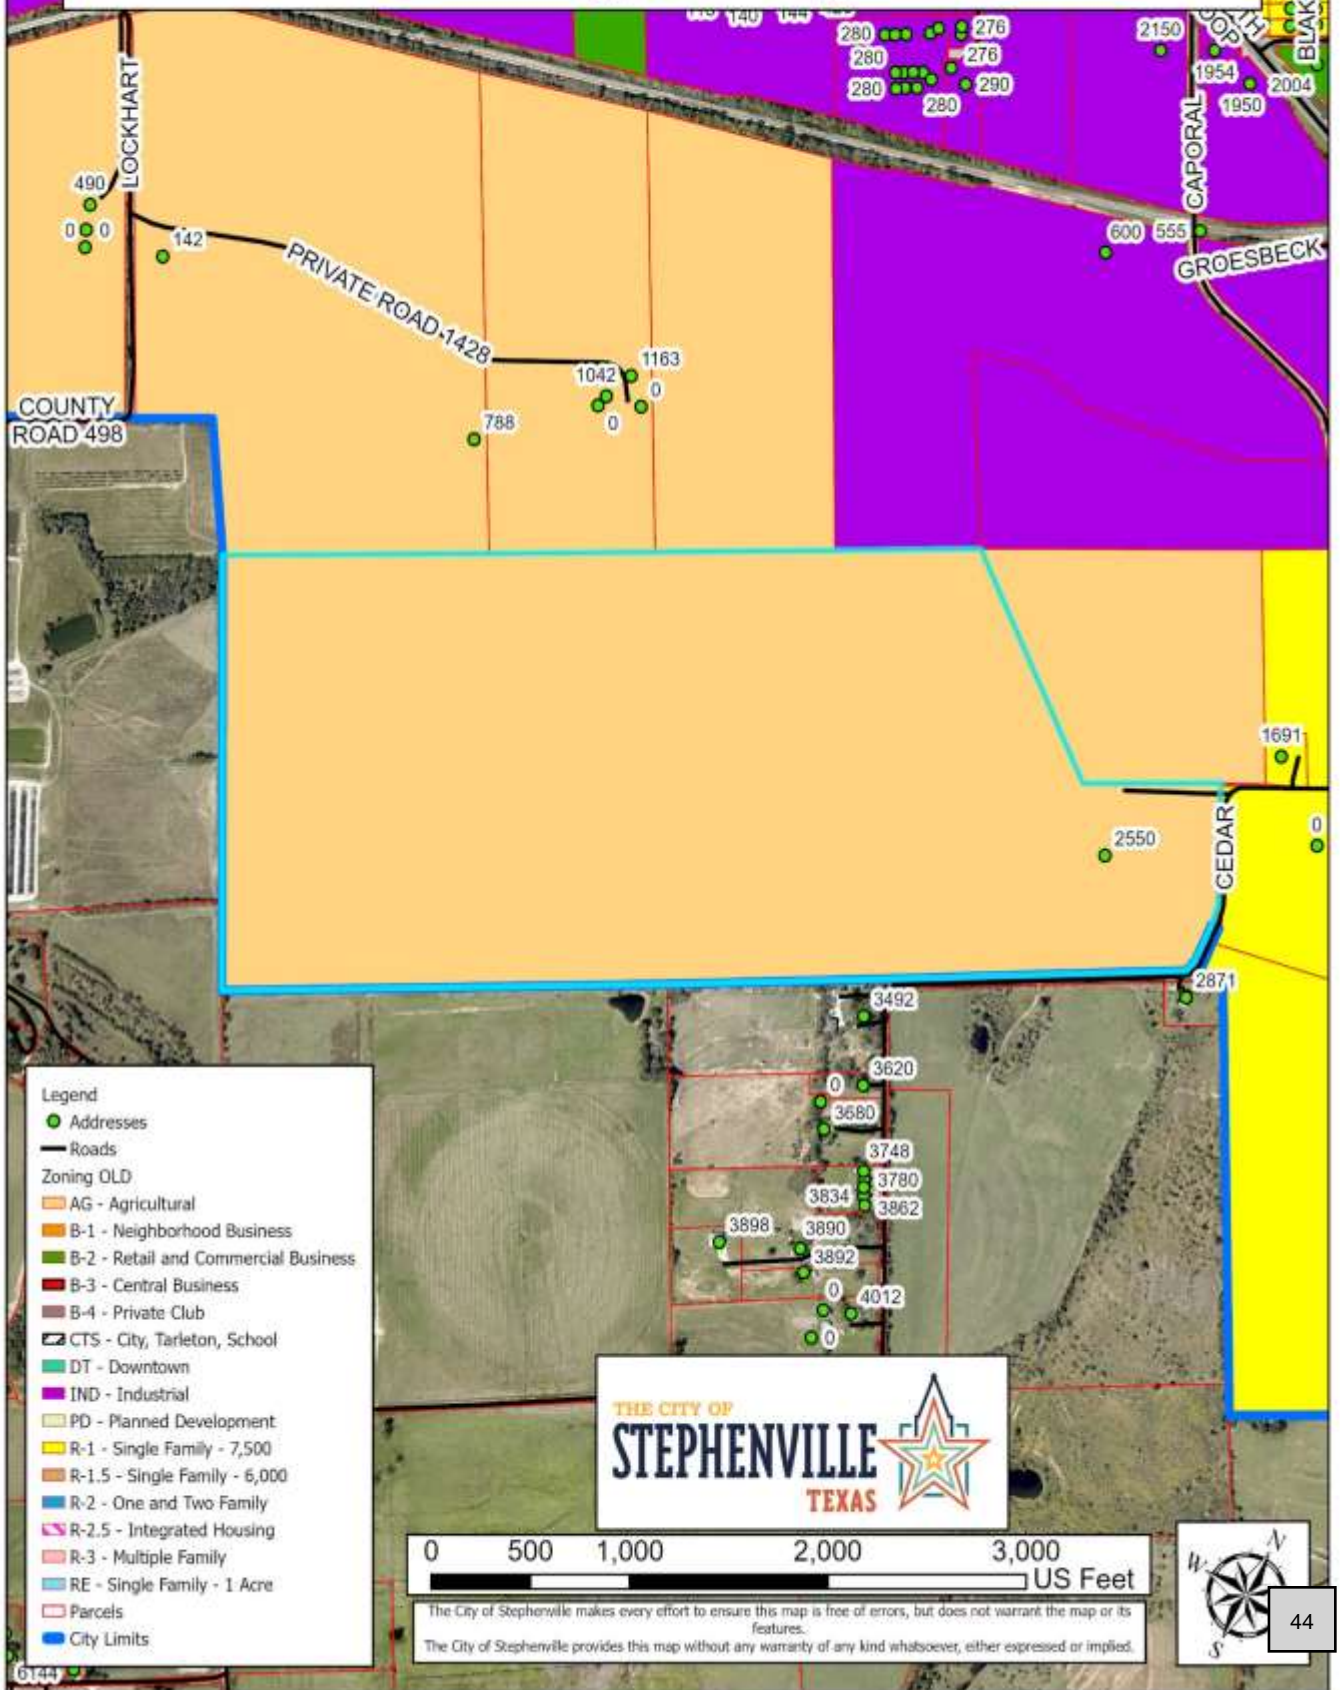 140
144
280
276
2150
280
276
280
290
280
1954
2004
1950
BLAK
LOCKHART
CAPORAL
490
0
0
142
600
555
GROESBECK
PRIVATE ROAD 1428
1163
1042
0
0
788
COUNTY
ROAD 498
1691
2550
0
CEDAR
2871
3492
3620
0
3680
3748
3780
3834
3862
3898
3890
3892
0
4012
0
Legend
Addresses
Roads
Zoning OLD
AG - Agricultural
B-1 - Neighborhood Business
B-2 - Retail and Commercial Business
B-3 - Central Business
B-4 - Private Club
CTS - City, Tarleton, School
DT - Downtown
IND - Industrial
PD - Planned Development
R-1 - Single Family - 7,500
R-1.5 - Single Family - 6,000
R-2 - One and Two Family
R-2.5 - Integrated Housing
R-3 - Multiple Family
RE - Single Family - 1 Acre
Parcels
City Limits
6144
THE CITY OF
STEPHENVILLE
TEXAS
0 500 1,000 2,000 3,000
US Feet
The City of Stephenville makes every effort to ensure this map is free of errors, but does not warrant the map or its
features.
The City of Stephenville provides this map without any warranty of any kind whatsoever, either expressed or implied.
N
W
S
44